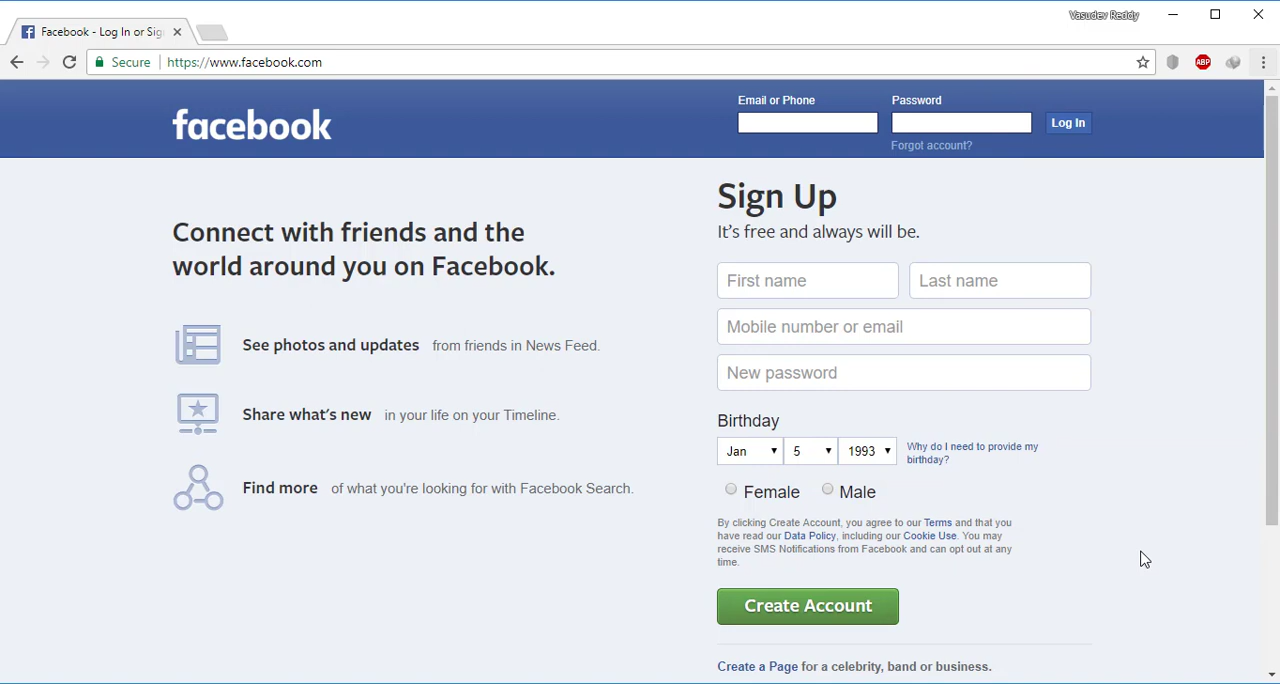 Facebook - Log In or Sig
Vasudev Reddy
Secure
https://www.facebook.com
ABP
facebook
Email or Phone
Password
Log In
Forgot account?
Connect with friends and the
world around you on Facebook.
See photos and updates from friends in News Feed.
Share what's new in your life on your Timeline.
Find more of what you're looking for with Facebook Search.
Sign Up
It's free and always will be.
First name
Last name
Mobile number or email
New password
Birthday
Jan
5
1993
Why do I need to provide my
birthday?
Female
Male
By clicking Create Account, you agree to our Terms and that you
have read our Data Policy, including our Cookie Use. You may
receive SMS Notifications from Facebook and can opt out at any
time.
Create Account
Create a Page for a celebrity, band or business.